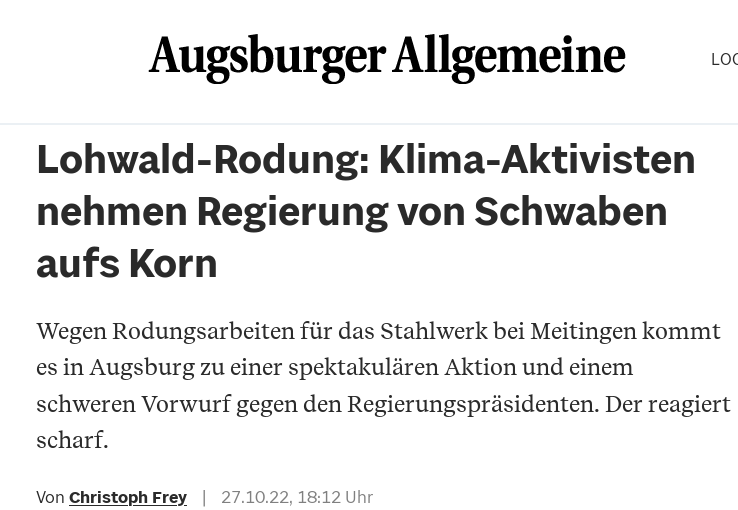 Augsburger Allgemeine
LOG
Lohwald-Rodung: Klima-Aktivisten
nehmen Regierung von Schwaben
aufs Korn
Wegen Rodungsarbeiten für das Stahlwerk bei Meitingen kommt
es in Augsburg zu einer spektakulären Aktion und einem
schweren Vorwurf gegen den Regierungspräsidenten. Der reagiert
scharf.
Von Christoph Frey | 27.10.22, 18:12 Uhr